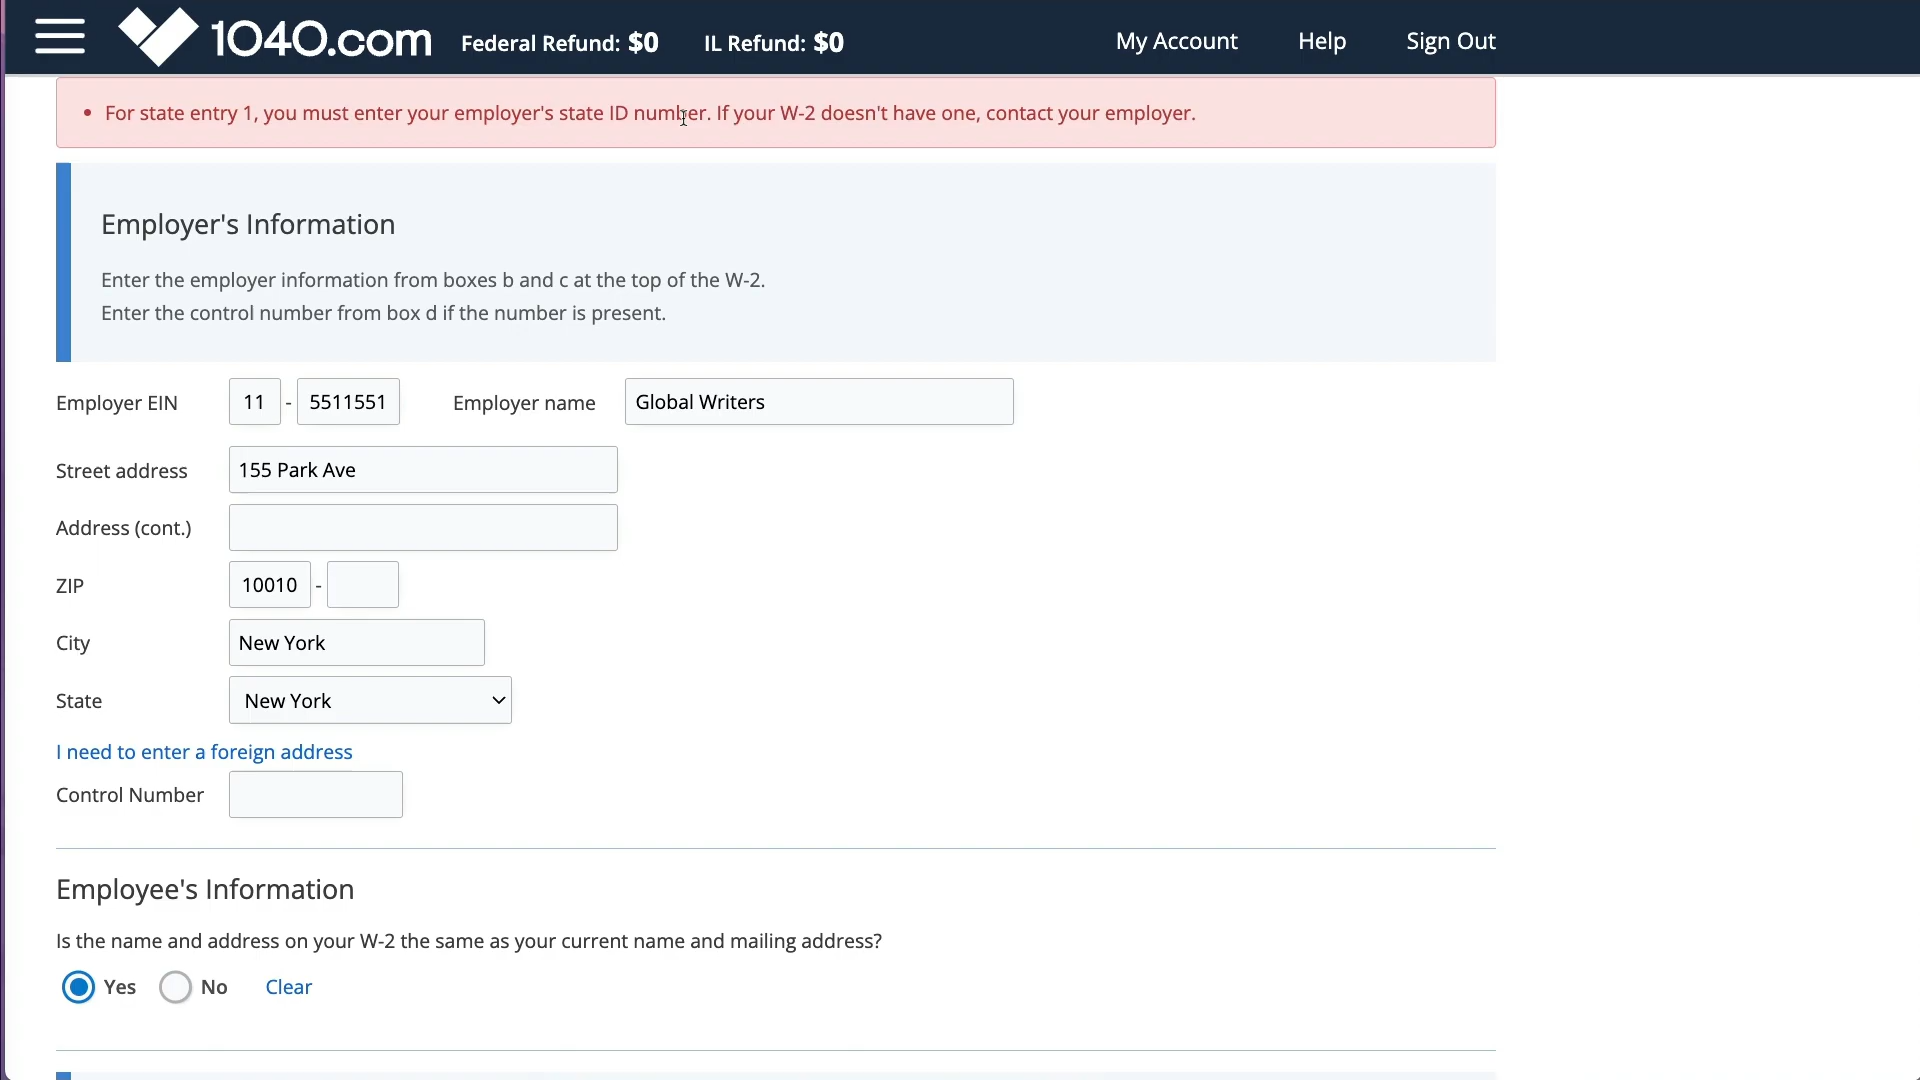 1040.com Federal Refund: $0 IL Refund: $0 My Account Help Sign Out
• For state entry 1, you must enter your employer's state ID number. If your W-2 doesn't have one, contact your employer.
Employer's Information
Enter the employer information from boxes b and c at the top of the W-2.
Enter the control number from box d if the number is present.
Employer EIN 11 - 5511551 Employer name Global Writers
Street address 155 Park Ave
Address (cont.)
ZIP 10010 -
City New York
State New York
I need to enter a foreign address
Control Number
Employee's Information
Is the name and address on your W-2 the same as your current name and mailing address?
Yes No Clear